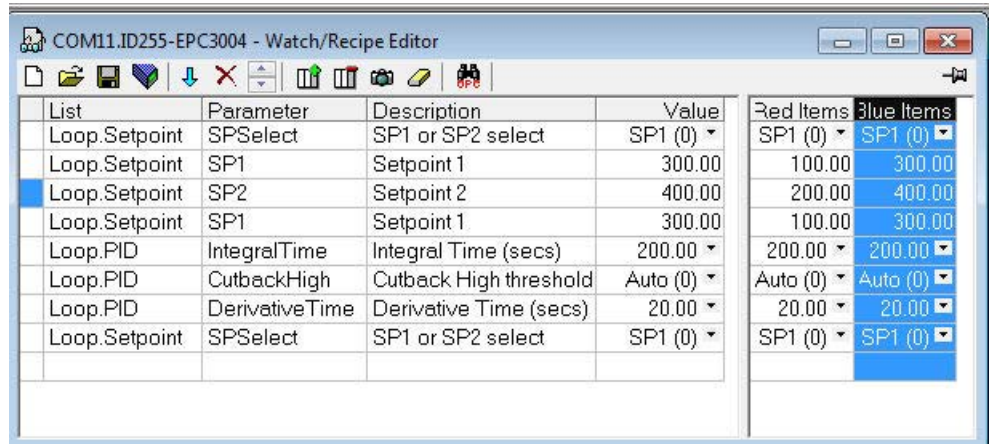 COM11.ID255-EPC3004 - Watch/Recipe Editor
OPC
List Parameter Description Value Red Items Blue Items
Loop.Setpoint SPSelect SP1 or SP2 select SP1 (0) SP1 (0) SP1 (0)
Loop.Setpoint SP1 Setpoint 1 300.00 100.00 300.00
Loop.Setpoint SP2 Setpoint 2 400.00 200.00 400.00
Loop.Setpoint SP1 Setpoint 1 300.00 100.00 300.00
Loop.PID IntegralTime Integral Time (secs) 200.00 200.00 200.00
Loop.PID CutbackHigh Cutback High threshold Auto (0) Auto (0) Auto (0)
Loop.PID DerivativeTime Derivative Time (secs) 20.00 20.00 20.00
Loop.Setpoint SPSelect SP1 or SP2 select SP1 (0) SP1 (0) SP1 (0)